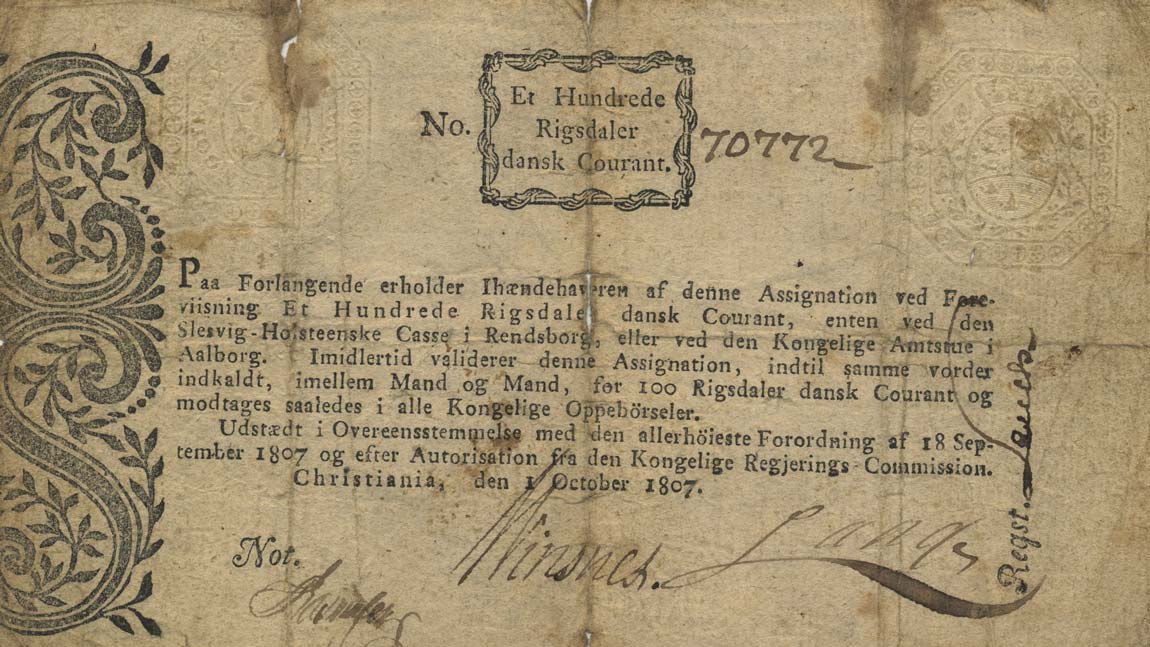 No.
Et Hundrede
Rigsdaler
dansk Courant.
70772
Paa Forlangende erholder Ihændehaveren af denne Assignation ved Fore-
viisning Et Hundrede Rigsdaler dansk Courant, enten ved den
Slesvig-Holsteenske Casse i Rendsborg, eller ved den Kongelige Amtstue i
Aalborg. Imidlertid validerer denne Assignation, indtil samme vorder
indkaldt, imellem Mand og Mand, for 100 Rigsdaler dansk Courant og
modtages saaledes i alle Kongelige Oppebörseler.
Udstædt i Overeensstemmelse med den allerhöieste Forordning af 18 Sep-
tember 1807 og efter Autorisation fra den Kongelige Regjerings-Commission.
Christiania, den 1 October 1807.
Not.
Winsnes.
Lang
Regst.